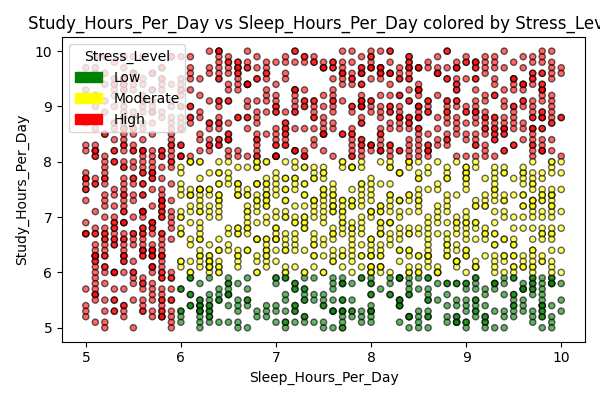 Study_Hours_Per_Day vs Sleep_Hours_Per_Day colored by Stress_Lev
Stress_Level
Low
Moderate
High
Study_Hours_Per_Day
10
9
8
7
6
5
5 6 7 8 9 10
Sleep_Hours_Per_Day